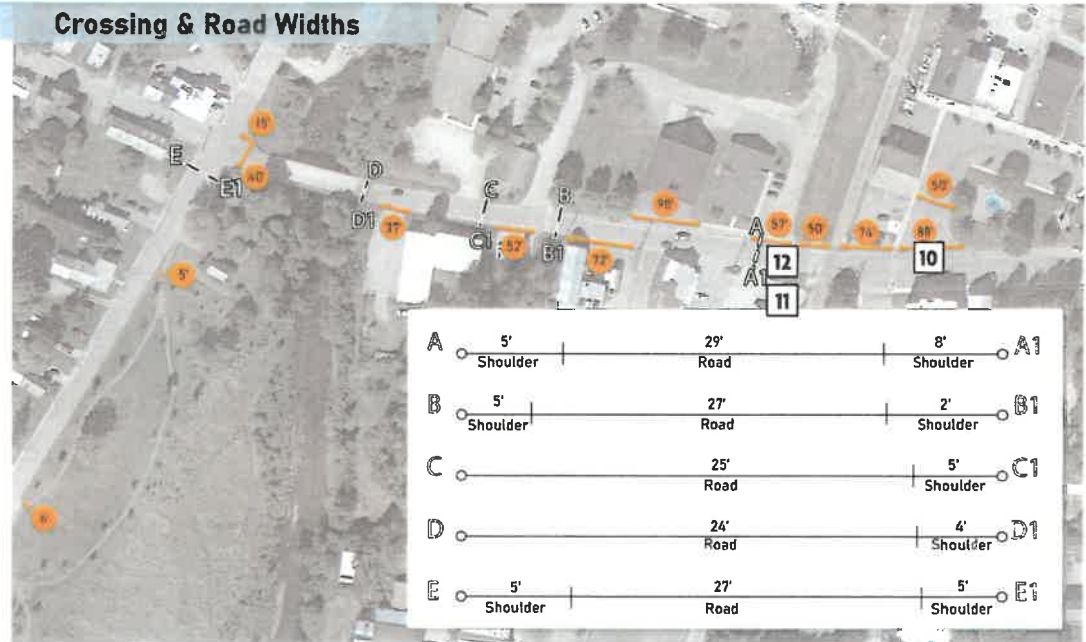 Crossing & Road Widths
15'
E
E1
40'
D
D1
37'
C
C1
52'
B
B1
72'
98'
A
A1
57'
50'
74'
88'
50'
12
11
10
5'
6'
A 5' Shoulder 29' Road 8' Shoulder A1
B 5' Shoulder 27' Road 2' Shoulder B1
C 25' Road 5' Shoulder C1
D 24' Road 4' Shoulder D1
E 5' Shoulder 27' Road 5' Shoulder E1